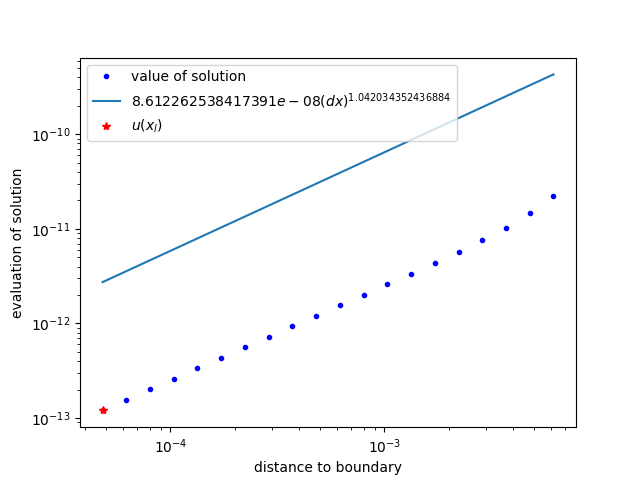 value of solution
8.612262538417391e − 08(dx)^1.042034352436884
u(x_l)
10^−10
10^−11
10^−12
10^−13
evaluation of solution
10^−4
10^−3
distance to boundary